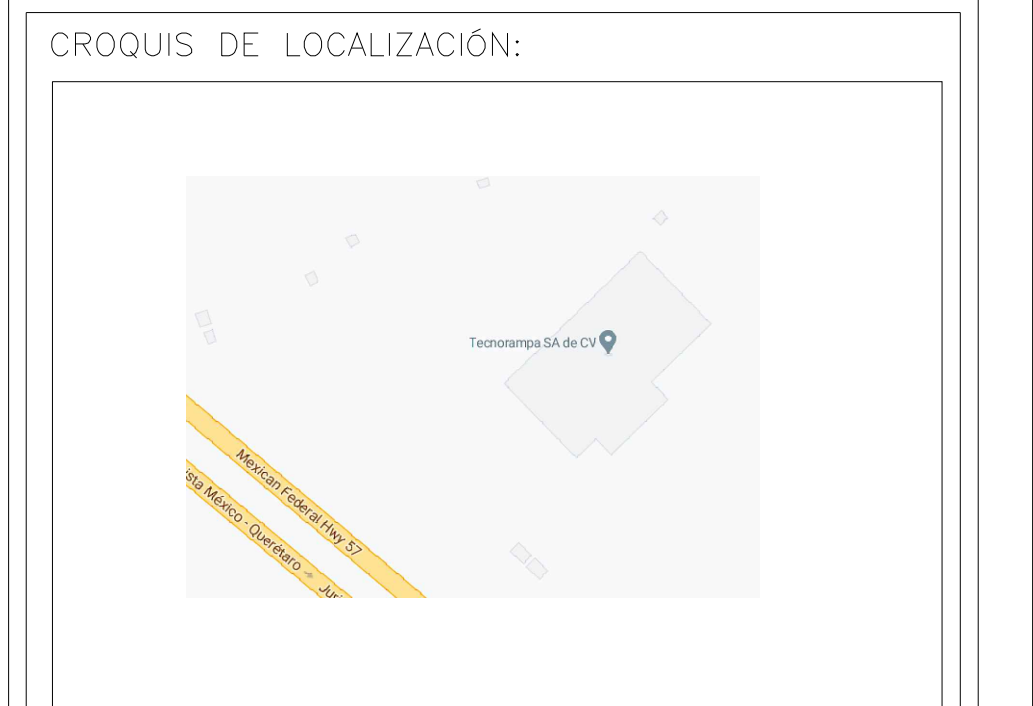 CROQUIS DE LOCALIZACIÓN:
Tecnorampa SA de CV
Mexican Federal Hwy 57
ista México - Querétaro